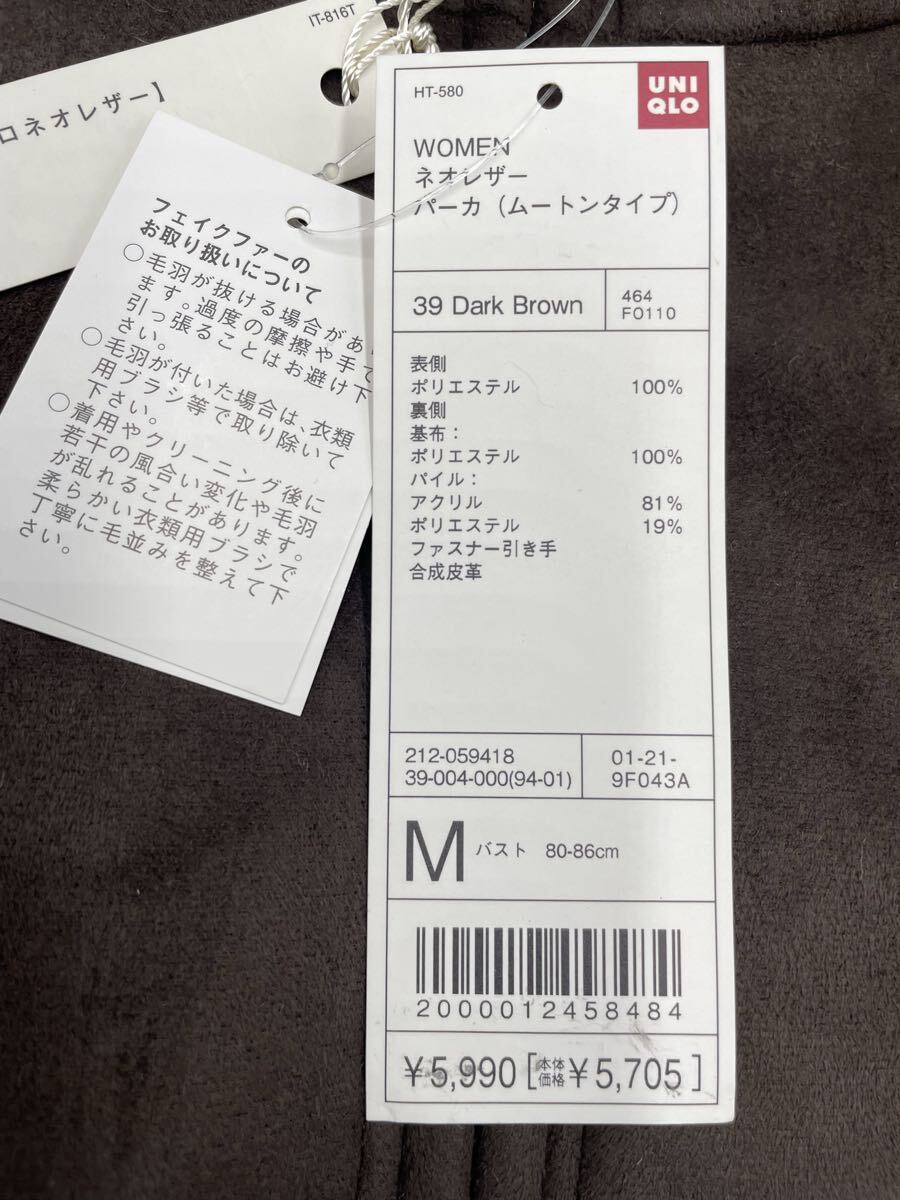 IT-816T
ロネオレザー】
フェイクファーの
お取り扱いについて
○毛羽が抜ける場合があ
ます。過度の摩擦や手で
引っ張ることはお避け下
さい。
○毛羽が付いた場合は、衣類
用ブラシ等で取り除いて
下さい。
○着用やクリーニング後に
若干の風合い変化や毛羽
が乱れることがあります。
柔らかい衣類用ブラシで
丁寧に毛並みを整えて下
さい。
HT-580
UNI
QLO
WOMEN
ネオレザー
パーカ（ムートンタイプ）
39 Dark Brown
464
F0110
表側
ポリエステル 100%
裏側
基布：
ポリエステル 100%
パイル：
アクリル 81%
ポリエステル 19%
ファスナー引き手
合成皮革
212-059418
39-004-000(94-01)
01-21-
9F043A
M バスト 80-86cm
2000012458484
¥5,990 [本体価格 ¥5,705]